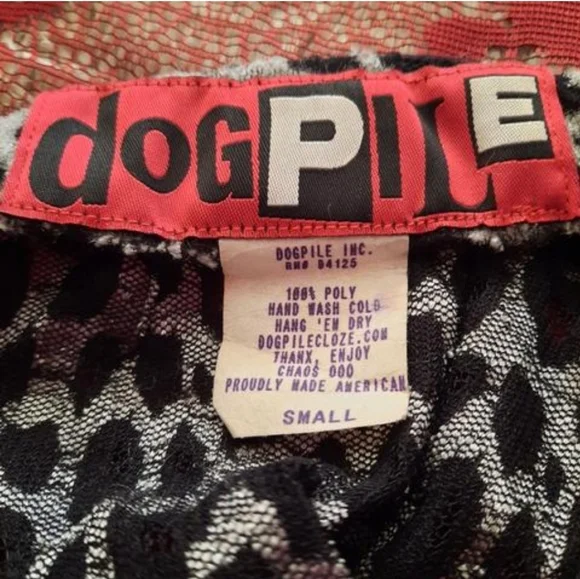 dOGPILE
DOGPILE INC.
RN# 94125
100% POLY
HAND WASH COLD
HANG 'EM DRY
DOGPILECLOZE.COM
THANX, ENJOY
CHAOS 000
PROUDLY MADE AMERICAN
SMALL